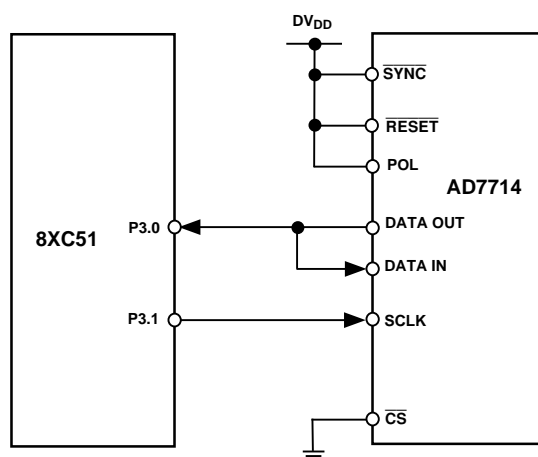 DVDD
SYNC
RESET
POL
AD7714
8XC51
P3.0
DATA OUT
DATA IN
P3.1
SCLK
CS